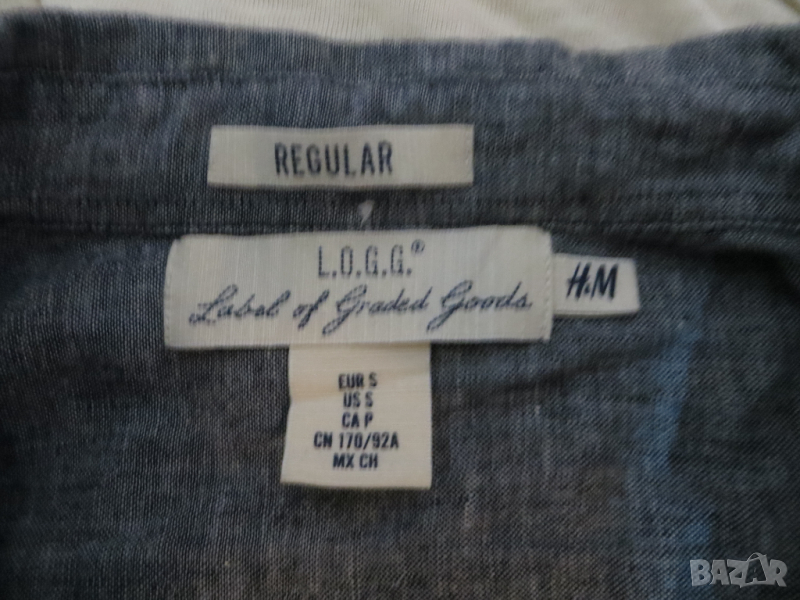 REGULAR
L.O.G.G.®
Label of Graded Goods
H&M
EUR S
US S
CA P
CN 170/92A
MX CH
BAZAR